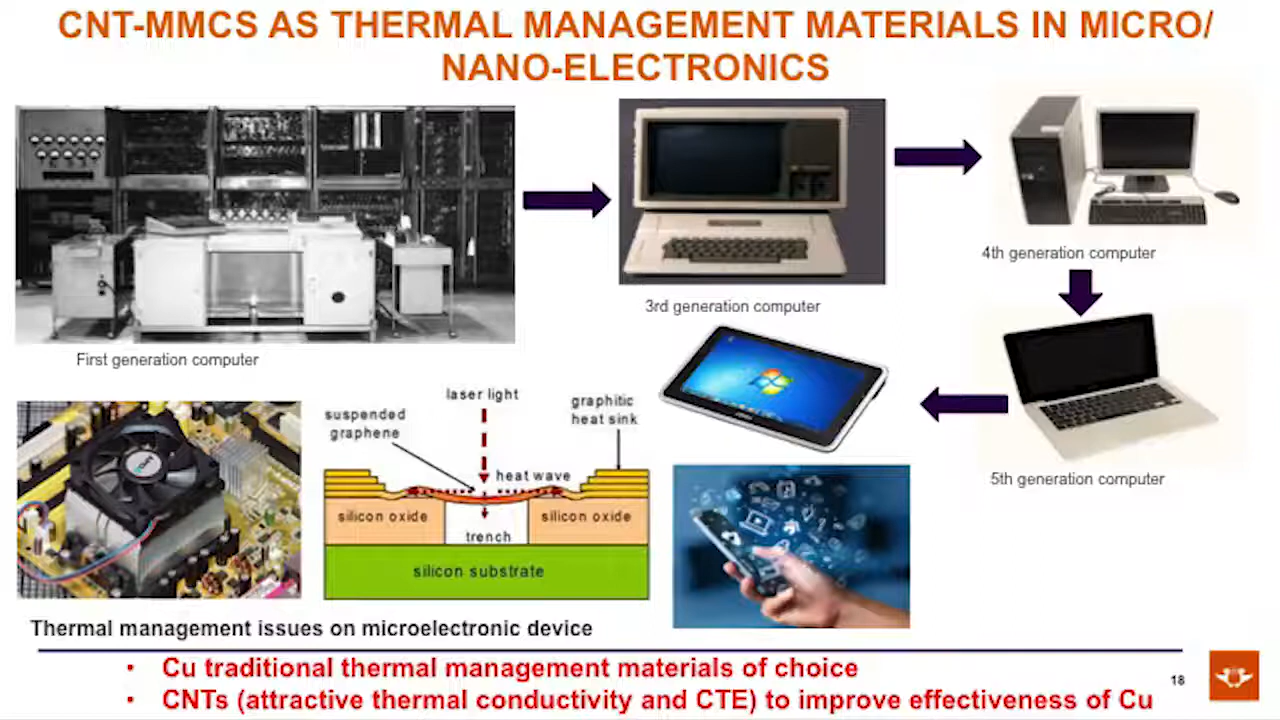 CNT-MMCS AS THERMAL MANAGEMENT MATERIALS IN MICRO/
NANO-ELECTRONICS
First generation computer
3rd generation computer
4th generation computer
5th generation computer
laser light
suspended
graphene
graphitic
heat sink
heat wave
silicon oxide
silicon oxide
trench
silicon substrate
Thermal management issues on microelectronic device
• Cu traditional thermal management materials of choice
• CNTs (attractive thermal conductivity and CTE) to improve effectiveness of Cu
18